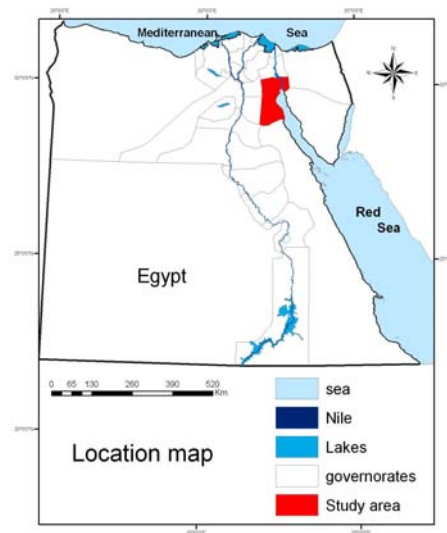 Mediterranean Sea
Red
Sea
Egypt
0 65 130 260 390 520
Km
Location map
sea
Nile
Lakes
governorates
Study area